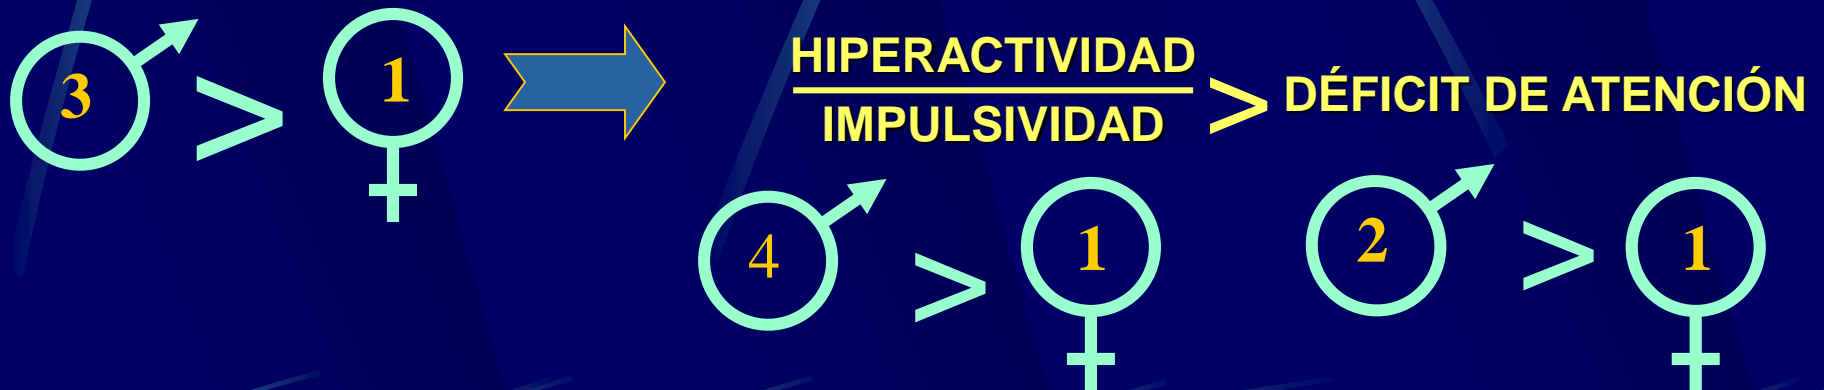 3 > 1
HIPERACTIVIDAD
IMPULSIVIDAD
> DÉFICIT DE ATENCIÓN
4 > 1
2 > 1